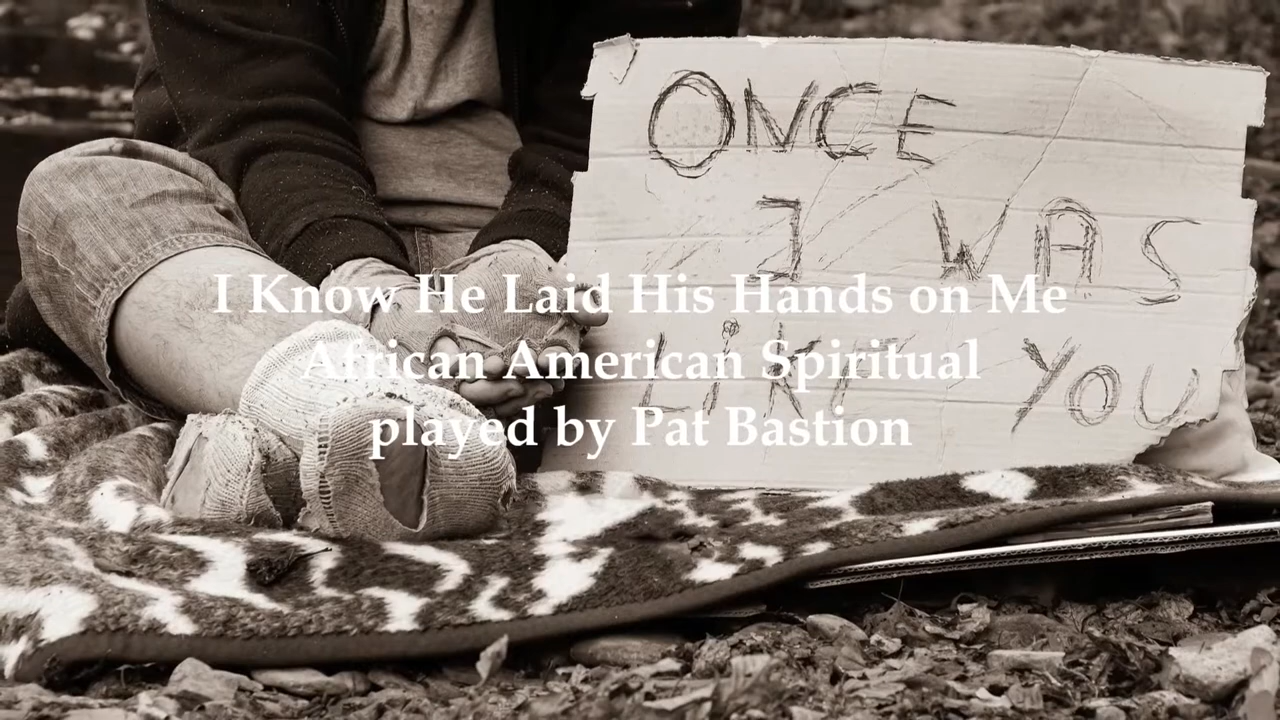 ONCE
I WAS
LIKE YOU
I Know He Laid His Hands on Me
African American Spiritual
played by Pat Bastion